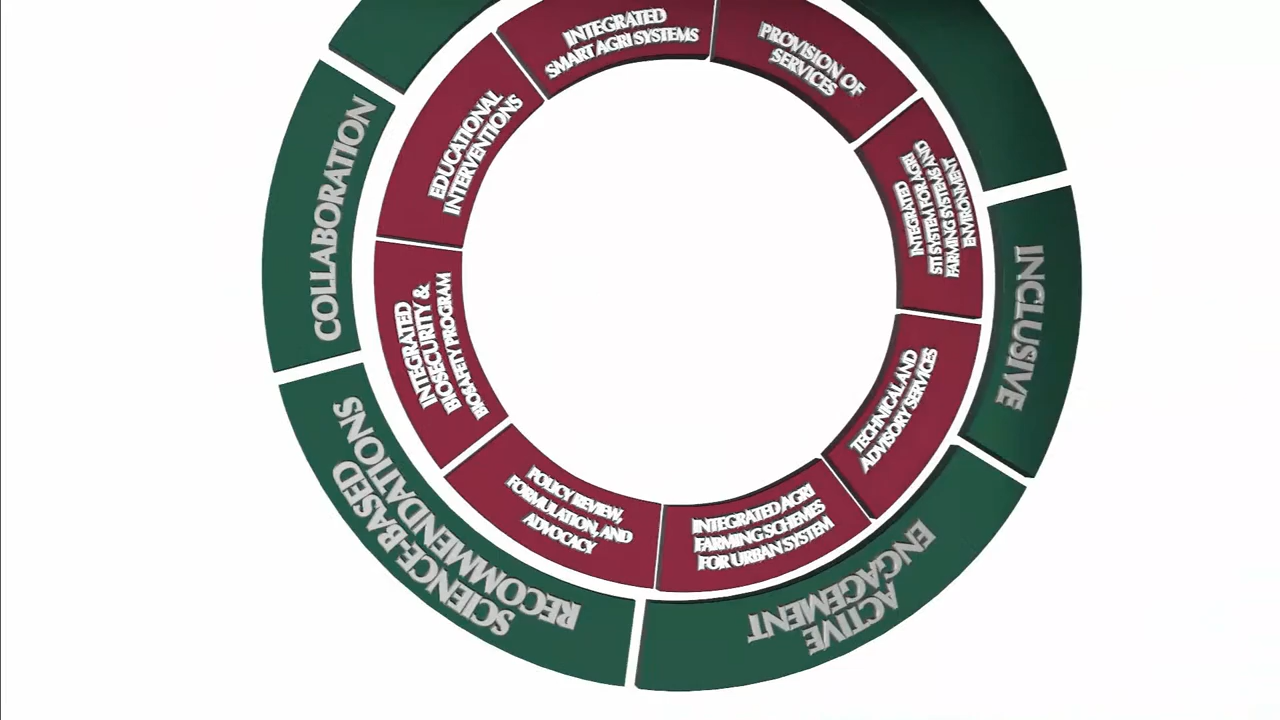 INTEGRATED
SMART AGRI SYSTEMS
PROVISION OF
SERVICES
INTEGRATED
STI SYSTEM FOR AGRI
FARMING SYSTEMS AND
ENVIRONMENT
TECHNICAL AND
ADVISORY SERVICES
INTEGRATED AGRI
FARMING SCHEMES
FOR URBAN SYSTEM
POLICY REVIEW,
FORMULATION, AND
ADVOCACY
INTEGRATED
BIOSECURITY &
BIOSAFETY PROGRAM
EDUCATIONAL
INTERVENTIONS
COLLABORATION
INCLUSIVE
ACTIVE
ENGAGEMENT
SCIENCE-BASED
RECOMMENDATIONS